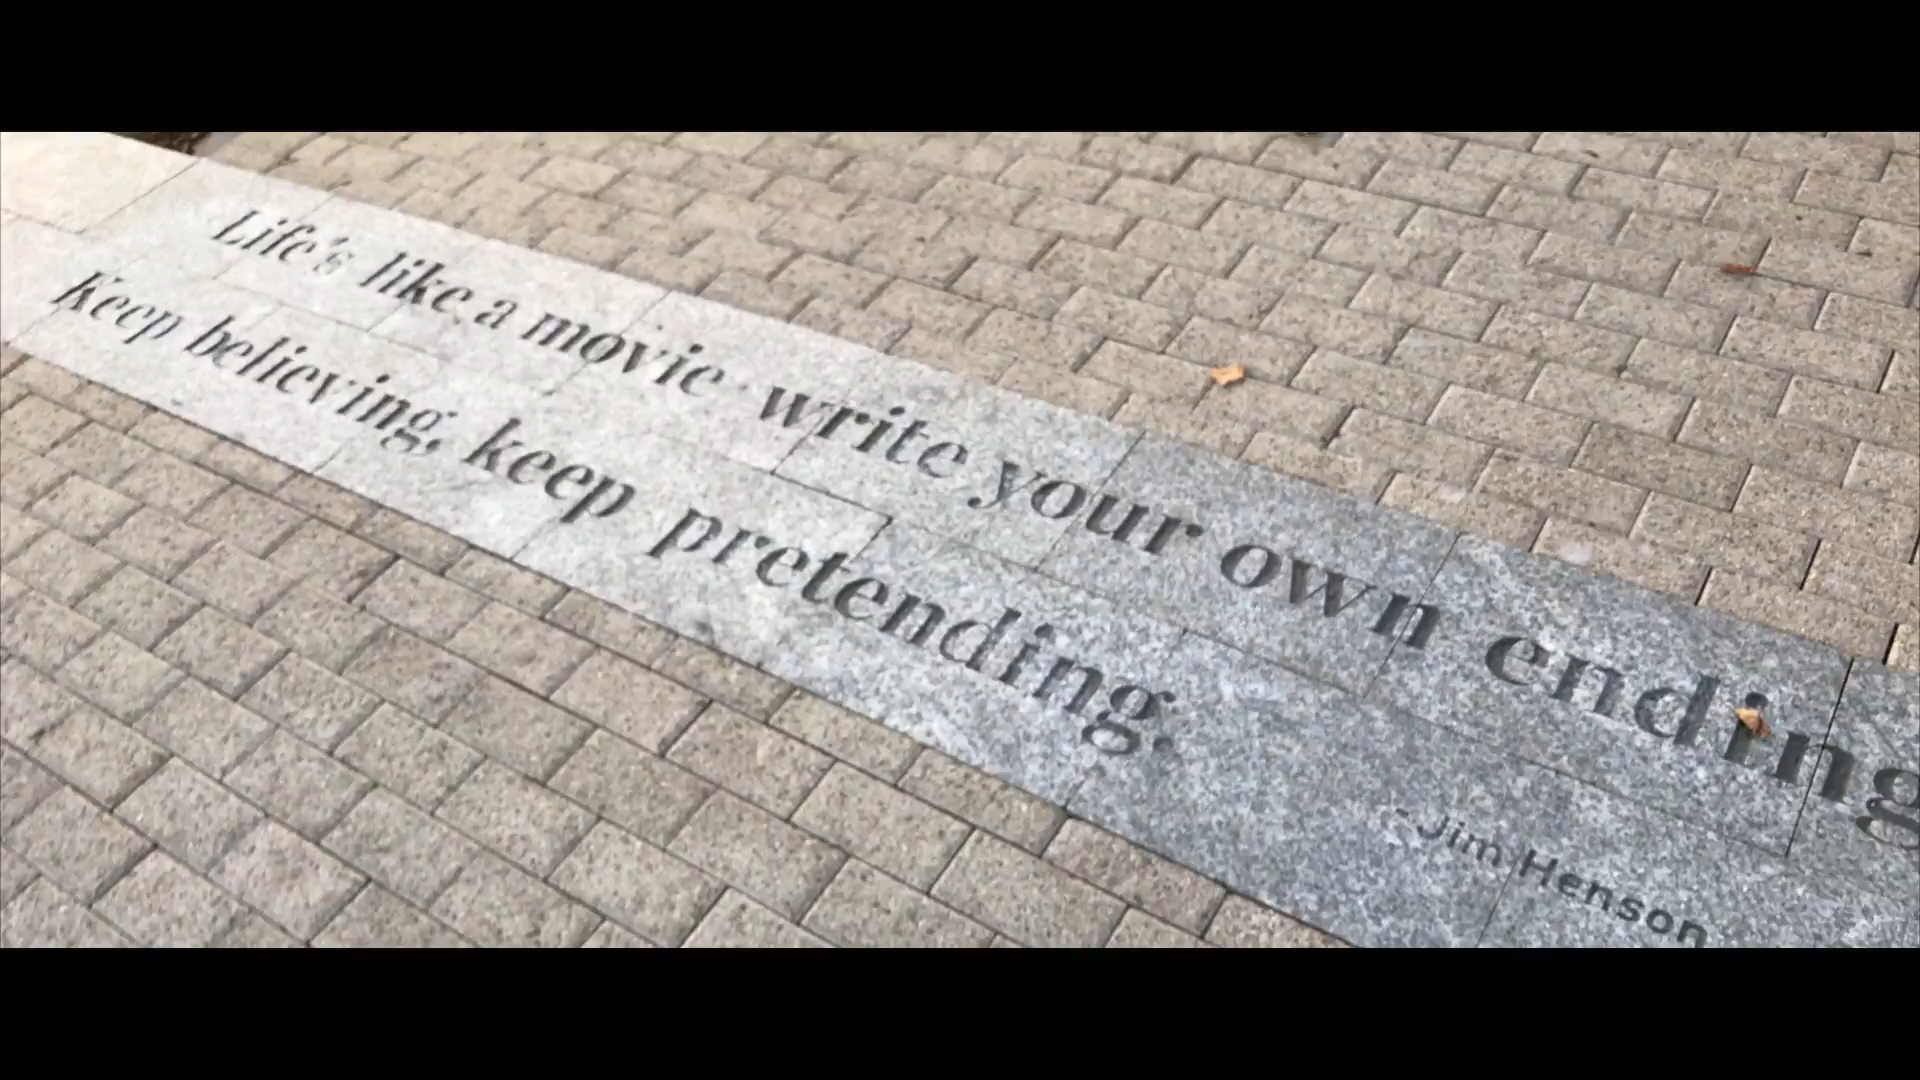 Life's like a movie write your own ending
Keep believing, keep pretending.
-Jim Henson